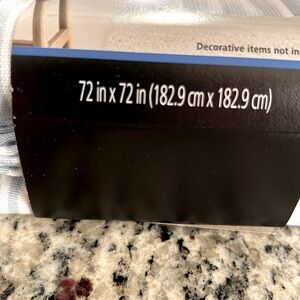 Decorative items not in
72 in x 72 in (182.9 cm x 182.9 cm)